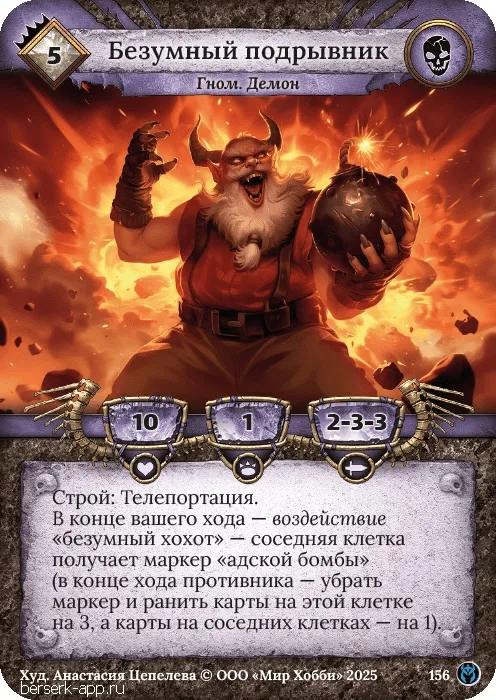 5
Безумный подрывник
Гном. Демон
10
1
2-3-3
Строй: Телепортация.
В конце вашего хода — воздействие
«безумный хохот» — соседняя клетка
получает маркер «адской бомбы»
(в конце хода противника — убрать
маркер и ранить карты на этой клетке
на 3, а карты на соседних клетках — на 1).
Худ. Анастасия Цепелева © ООО «Мир Хобби» 2025
156
berserk-app.ru